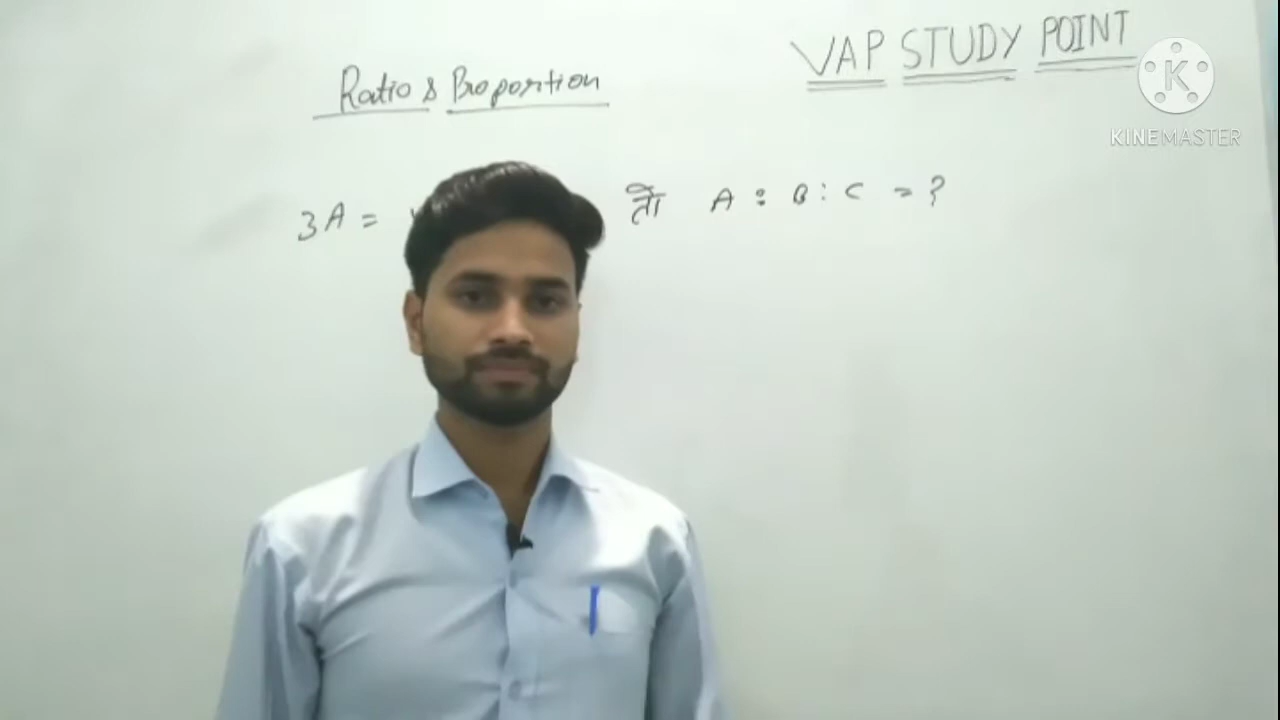 VAP STUDY POINT
Ratio & Proportion
KINEMASTER
3A = तो A : B : C = ?